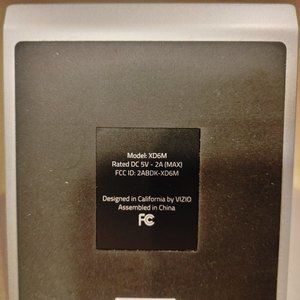 Model: XD6M
Rated DC 5V - 2A (MAX)
FCC ID: 2ABDK-XD6M
Designed in California by VIZIO
Assembled in China
FC